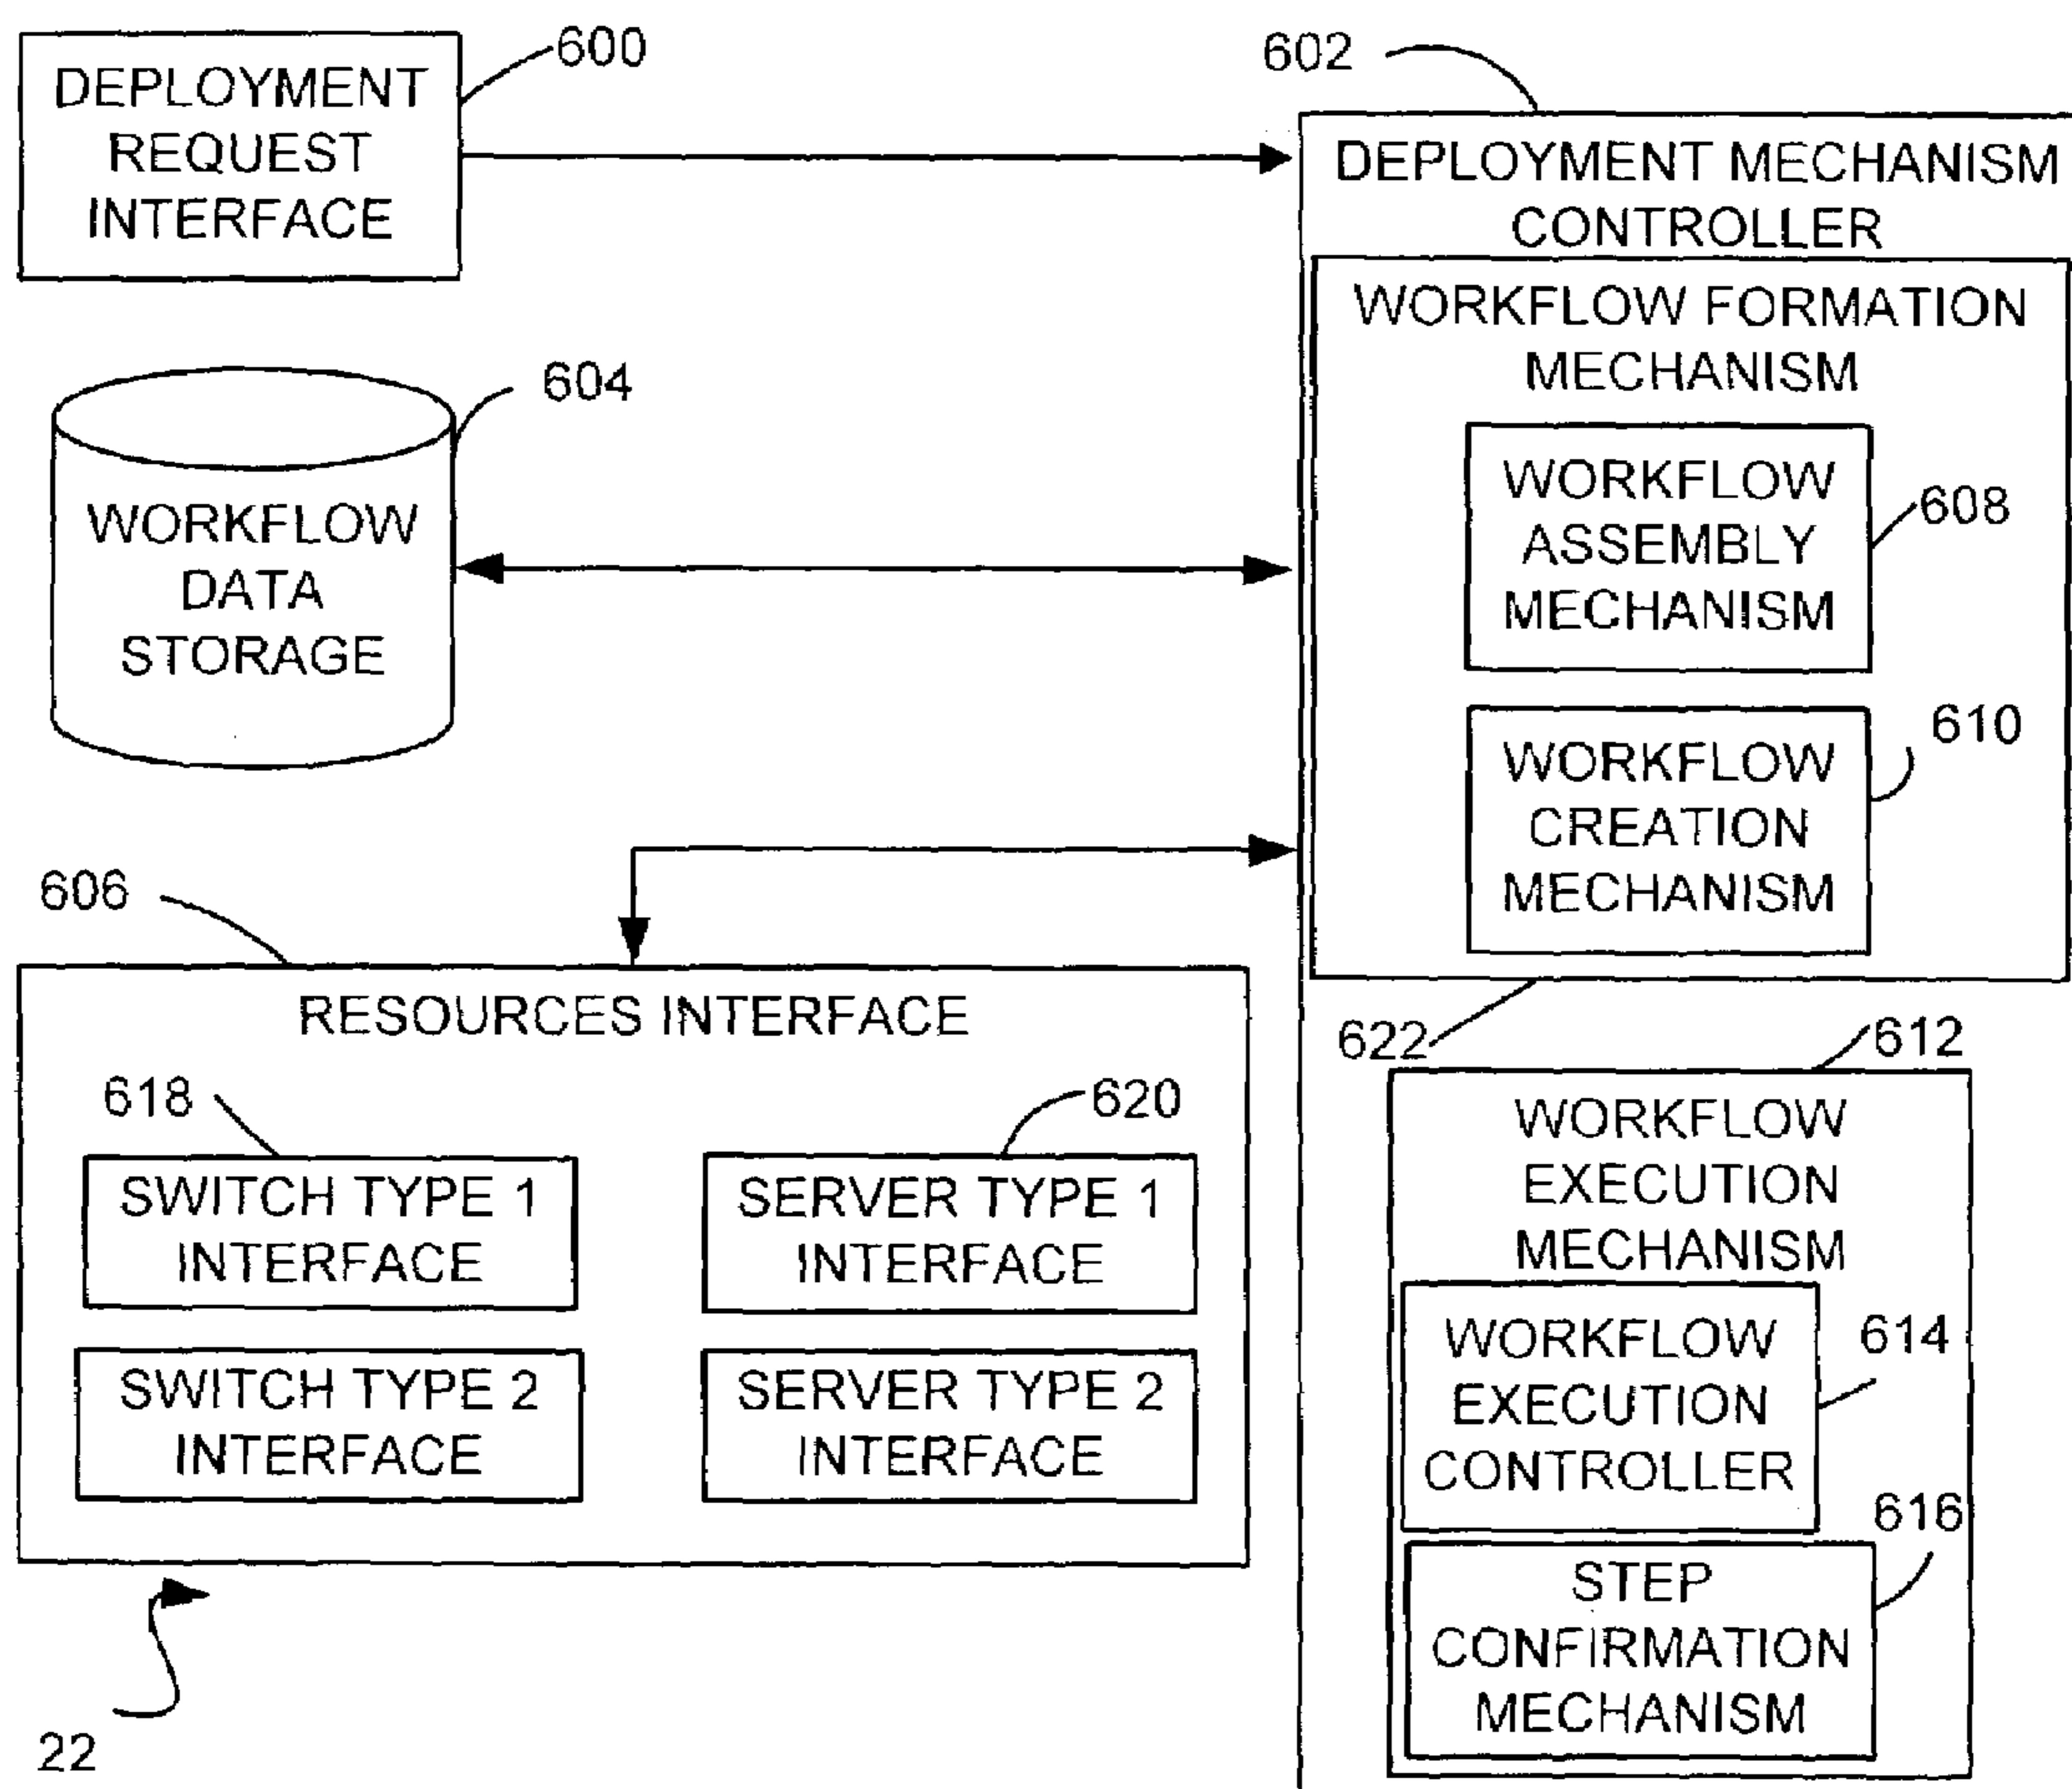 600
DEPLOYMENT
REQUEST
INTERFACE
602
DEPLOYMENT MECHANISM
CONTROLLER
WORKFLOW FORMATION
MECHANISM
604
WORKFLOW
DATA
STORAGE
WORKFLOW
ASSEMBLY
MECHANISM
608
610
WORKFLOW
CREATION
MECHANISM
606
RESOURCES INTERFACE
618
620
SWITCH TYPE 1
INTERFACE
SERVER TYPE 1
INTERFACE
SWITCH TYPE 2
INTERFACE
SERVER TYPE 2
INTERFACE
622
612
WORKFLOW
EXECUTION
MECHANISM
WORKFLOW
EXECUTION
CONTROLLER
614
616
STEP
CONFIRMATION
MECHANISM
22